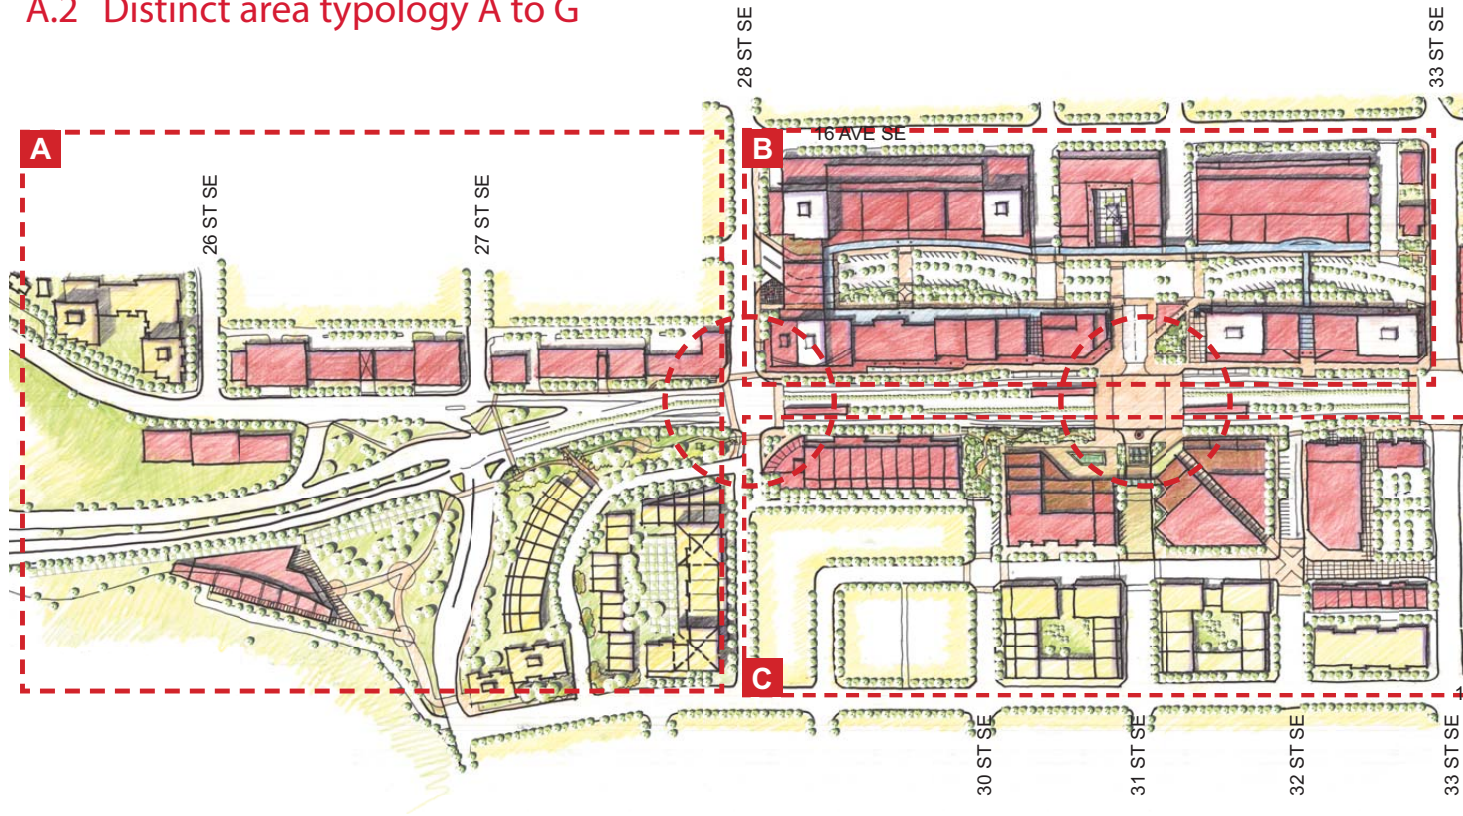 A.2 Distinct area typology A to G
28 ST SE
33 ST SE
A
B
16 AVE SE
26 ST SE
27 ST SE
C
30 ST SE
31 ST SE
32 ST SE
33 ST SE
1